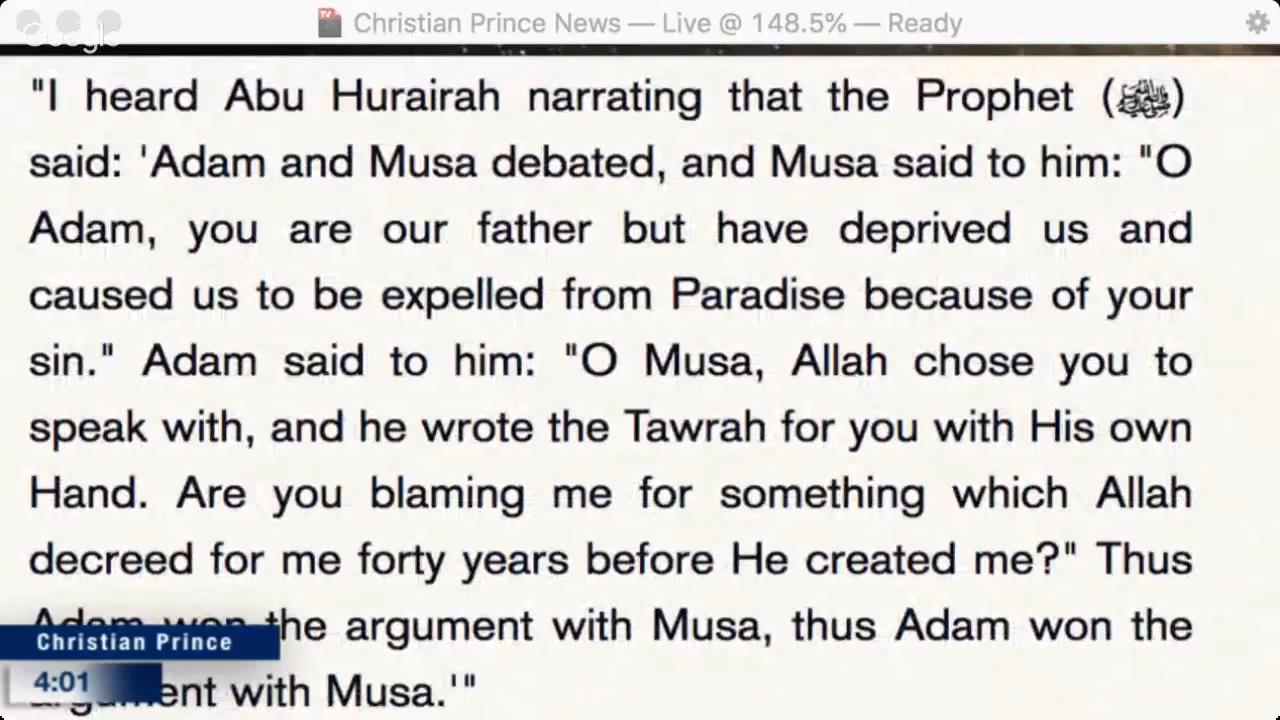 Christian Prince News — Live @ 148.5% — Ready
Google
"I heard Abu Hurairah narrating that the Prophet (ﷺ)
said: 'Adam and Musa debated, and Musa said to him: "O
Adam, you are our father but have deprived us and
caused us to be expelled from Paradise because of your
sin." Adam said to him: "O Musa, Allah chose you to
speak with, and he wrote the Tawrah for you with His own
Hand. Are you blaming me for something which Allah
decreed for me forty years before He created me?" Thus
Adam won the argument with Musa, thus Adam won the
argument with Musa.'"
Christian Prince
4:01